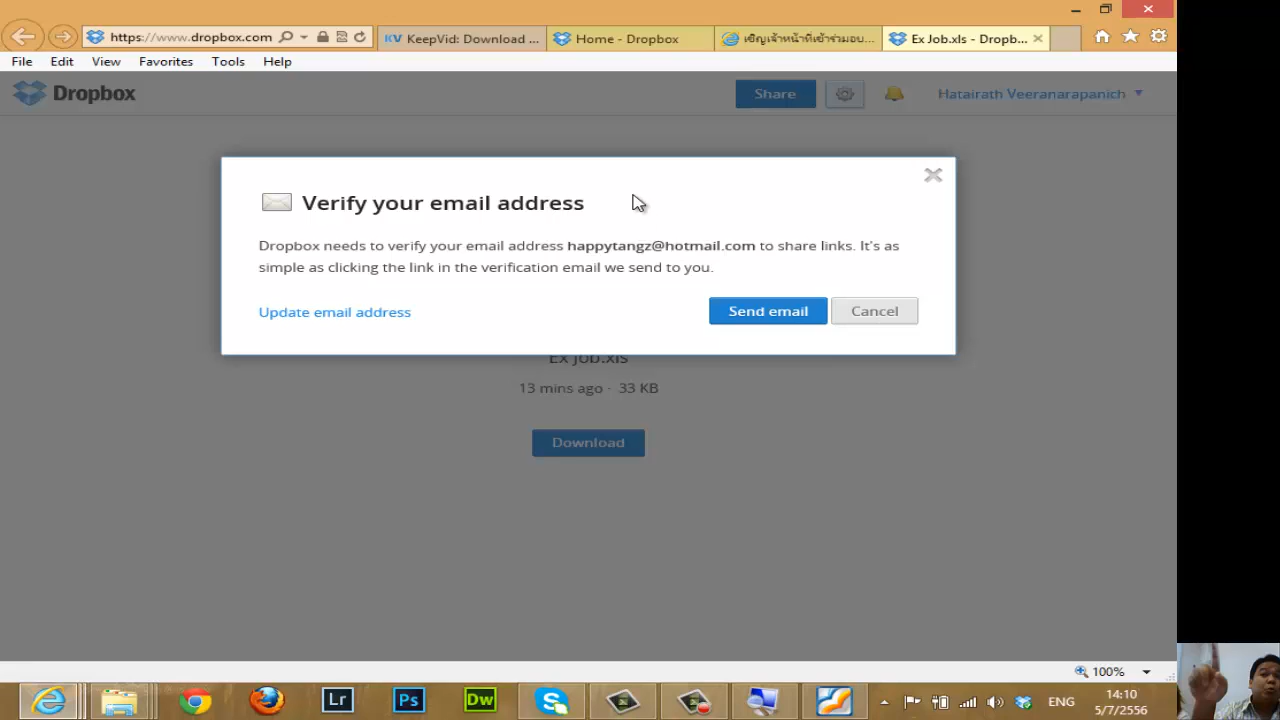 https://www.dropbox.com
KV KeepVid: Download ...
Home - Dropbox
เชิญเจ้าหน้าที่เข้าร่วมอบ...
Ex Job.xls - Dropb...
File Edit View Favorites Tools Help
Dropbox
Share
Hatairath Veeranarapanich
Verify your email address
Dropbox needs to verify your email address happytangz@hotmail.com to share links. It's as
simple as clicking the link in the verification email we send to you.
Update email address
Send email
Cancel
Ex Job.xls
13 mins ago · 33 KB
Download
100%
Lr
Ps
Dw
ENG
14:10
5/7/2556